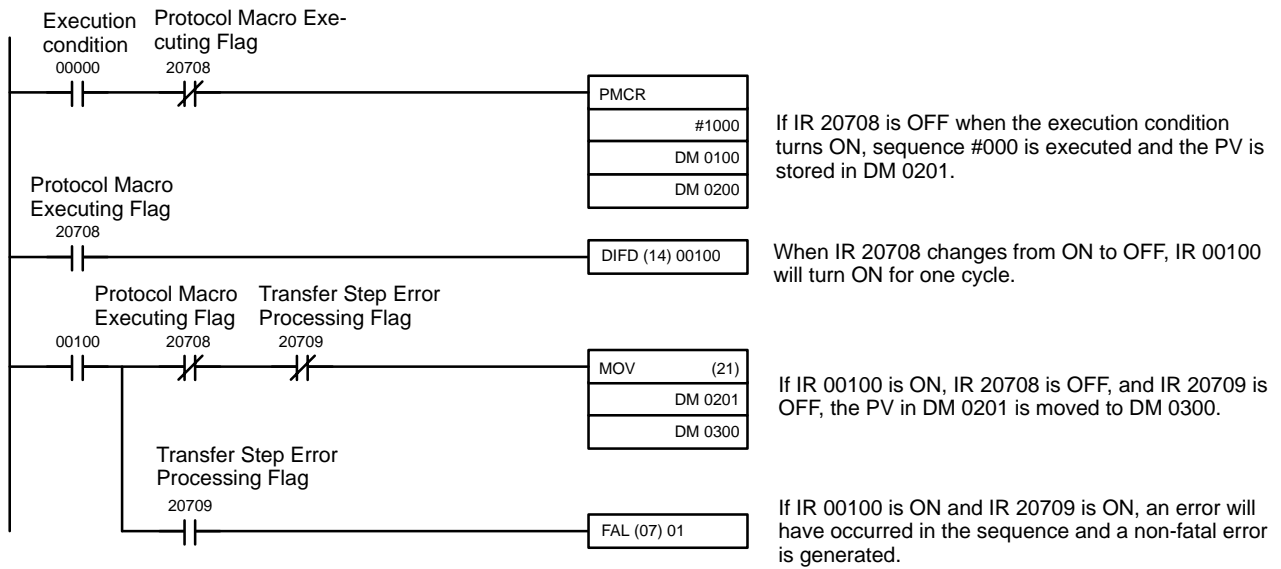 Execution
condition
Protocol Macro Exe-
cuting Flag
00000
20708
PMCR
#1000
DM 0100
DM 0200
If IR 20708 is OFF when the execution condition
turns ON, sequence #000 is executed and the PV is
stored in DM 0201.
Protocol Macro
Executing Flag
20708
DIFD (14) 00100
When IR 20708 changes from ON to OFF, IR 00100
will turn ON for one cycle.
Protocol Macro
Executing Flag
Transfer Step Error
Processing Flag
00100
20708
20709
MOV (21)
DM 0201
DM 0300
If IR 00100 is ON, IR 20708 is OFF, and IR 20709 is
OFF, the PV in DM 0201 is moved to DM 0300.
Transfer Step Error
Processing Flag
20709
FAL (07) 01
If IR 00100 is ON and IR 20709 is ON, an error will
have occurred in the sequence and a non-fatal error
is generated.